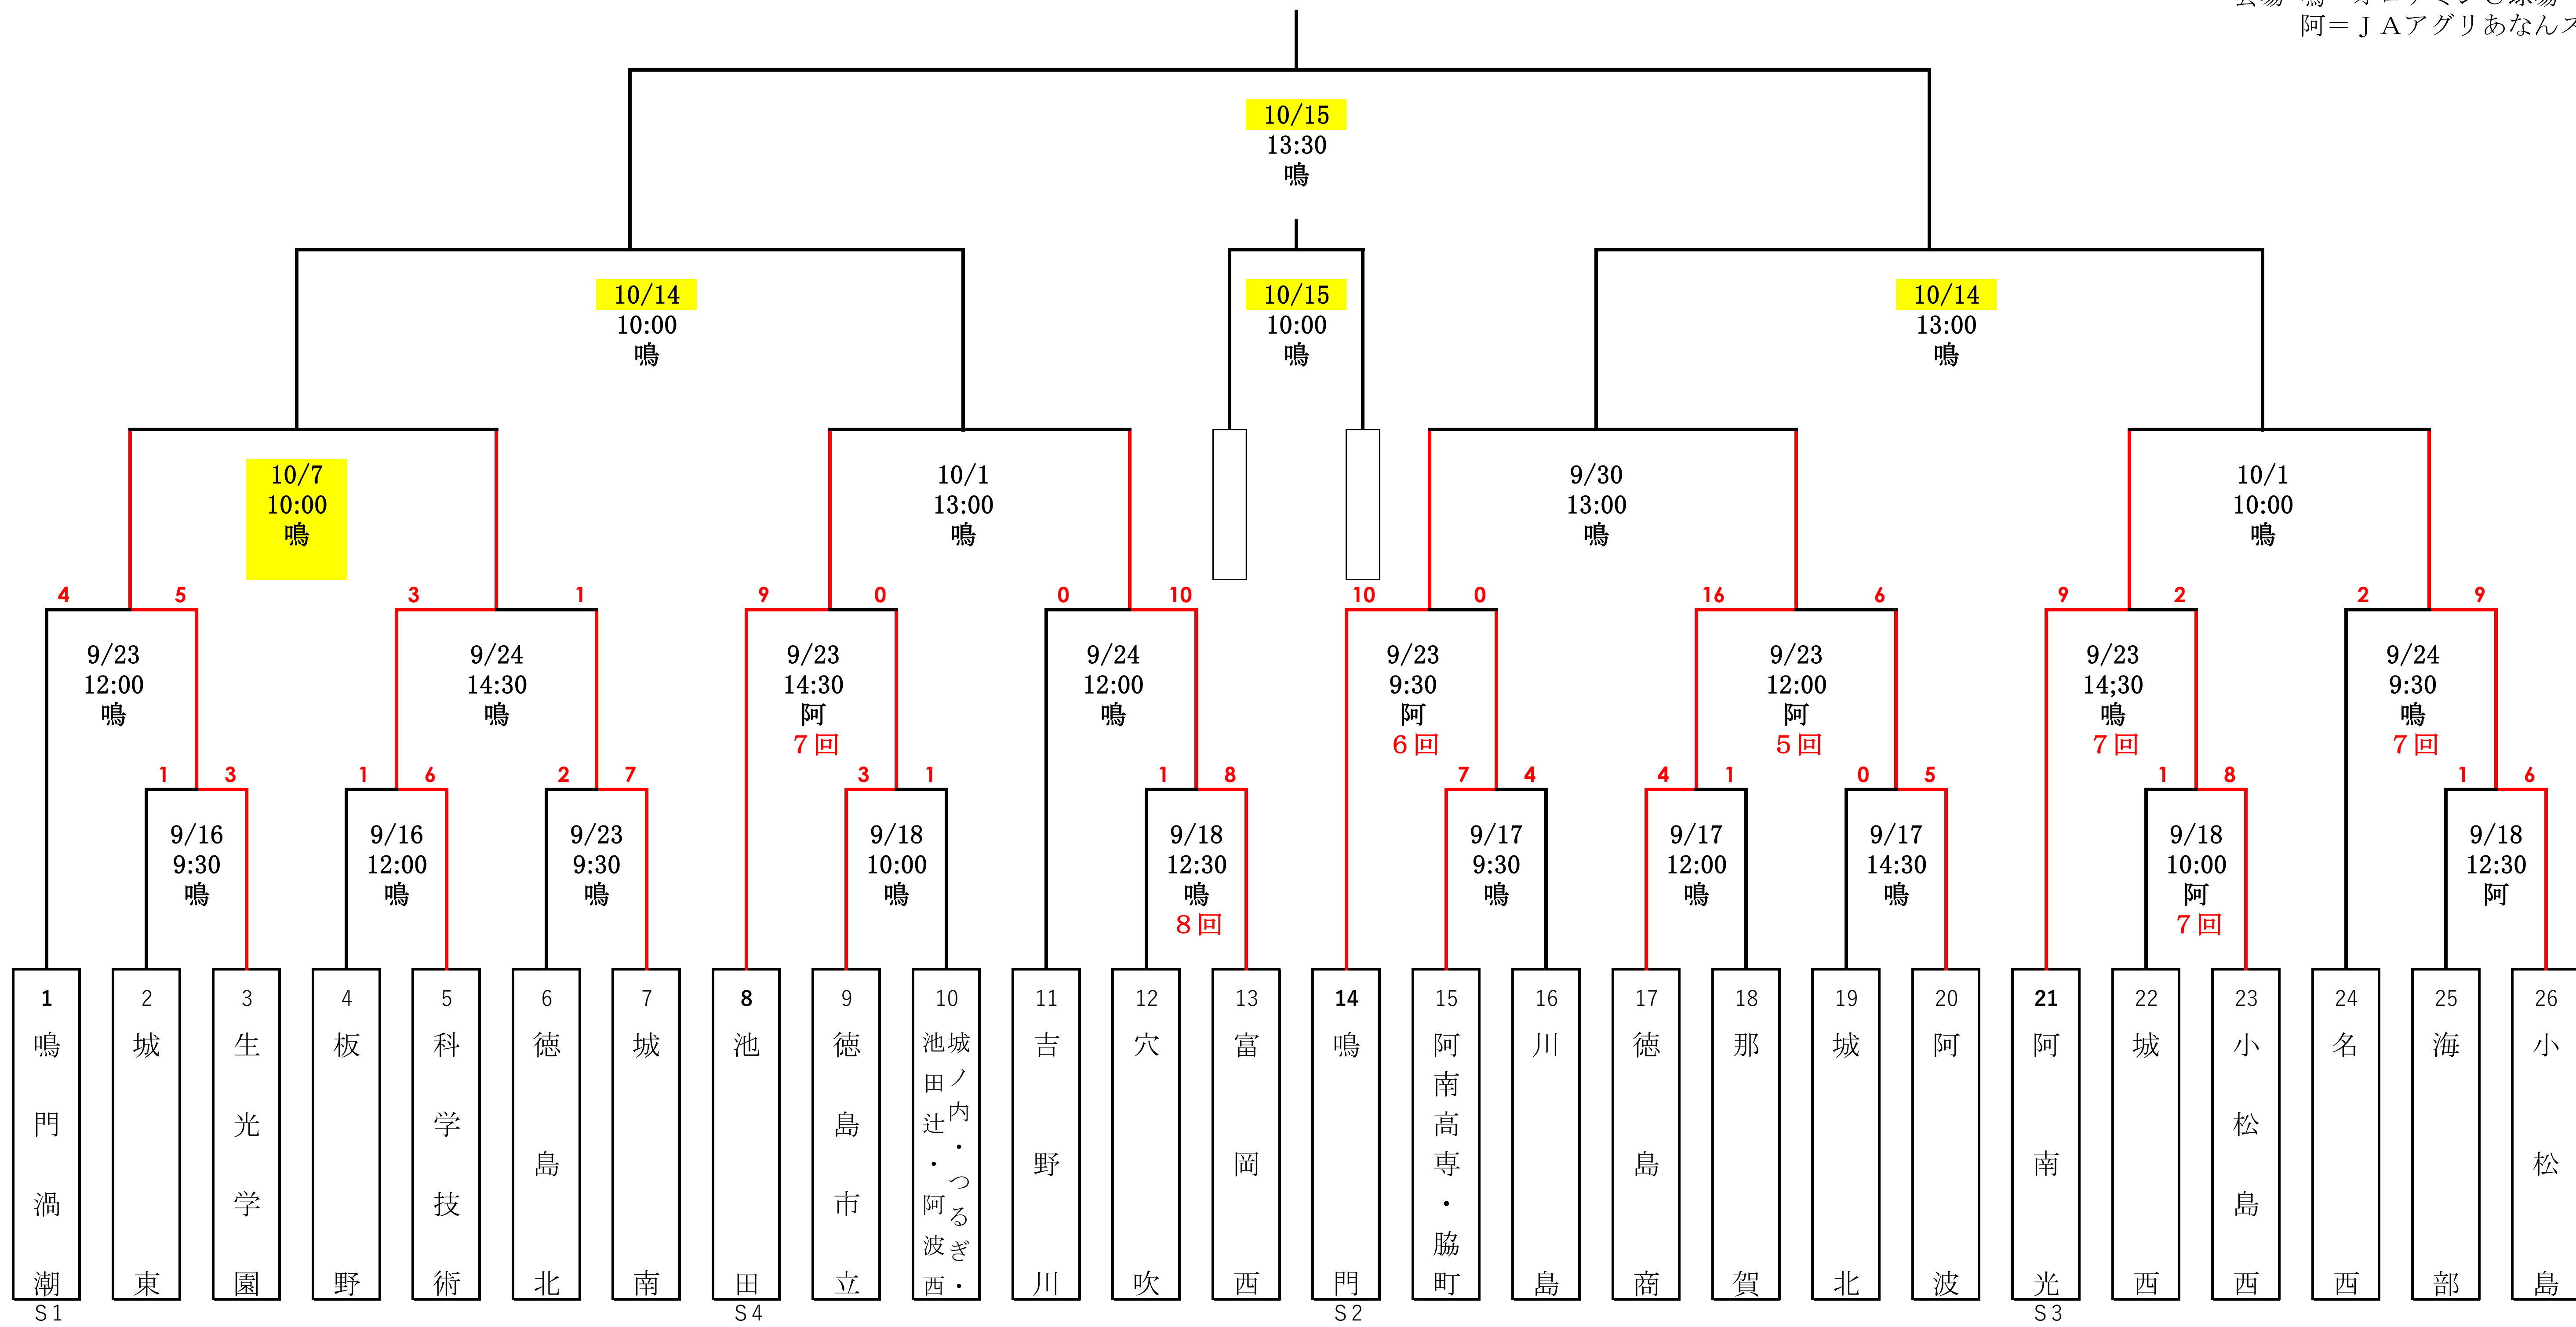 阿＝ＪＡアグリあなんス
10/15
13:30
鳴
10/14
10:00
鳴
10/15
10:00
鳴
10/14
13:00
鳴
10/7
10:00
鳴
10/1
13:00
鳴
9/30
13:00
鳴
10/1
10:00
鳴
4 5 3 1 9 0 0 10 10 0 16 6 9 2 2 9
9/23
12:00
鳴
9/24
14:30
鳴
9/23
14:30
阿
７回
9/24
12:00
鳴
9/23
9:30
阿
６回
9/23
12:00
阿
５回
9/23
14;30
鳴
７回
9/24
9:30
鳴
７回
1 3 1 6 2 7 3 1 1 8 7 4 4 1 0 5 1 8 1 6
9/16
9:30
鳴
9/16
12:00
鳴
9/23
9:30
鳴
9/18
10:00
鳴
9/18
12:30
鳴
８回
9/17
9:30
鳴
9/17
12:00
鳴
9/17
14:30
鳴
9/18
10:00
阿
７回
9/18
12:30
阿
1
鳴門渦潮
S1
2
城東
3
生光学園
4
板野
5
科学技術
6
徳島北
7
城南
8
池田
S4
9
徳島市立
10
城ノ内・つるぎ・
池田辻・阿波西
11
吉野川
12
穴吹
13
富岡西
14
鳴門
S2
15
阿南高専・脇町
16
川島
17
徳島商
18
那賀
19
城北
20
阿波
21
阿南光
S3
22
城西
23
小松島西
24
名西
25
海部
26
小松島